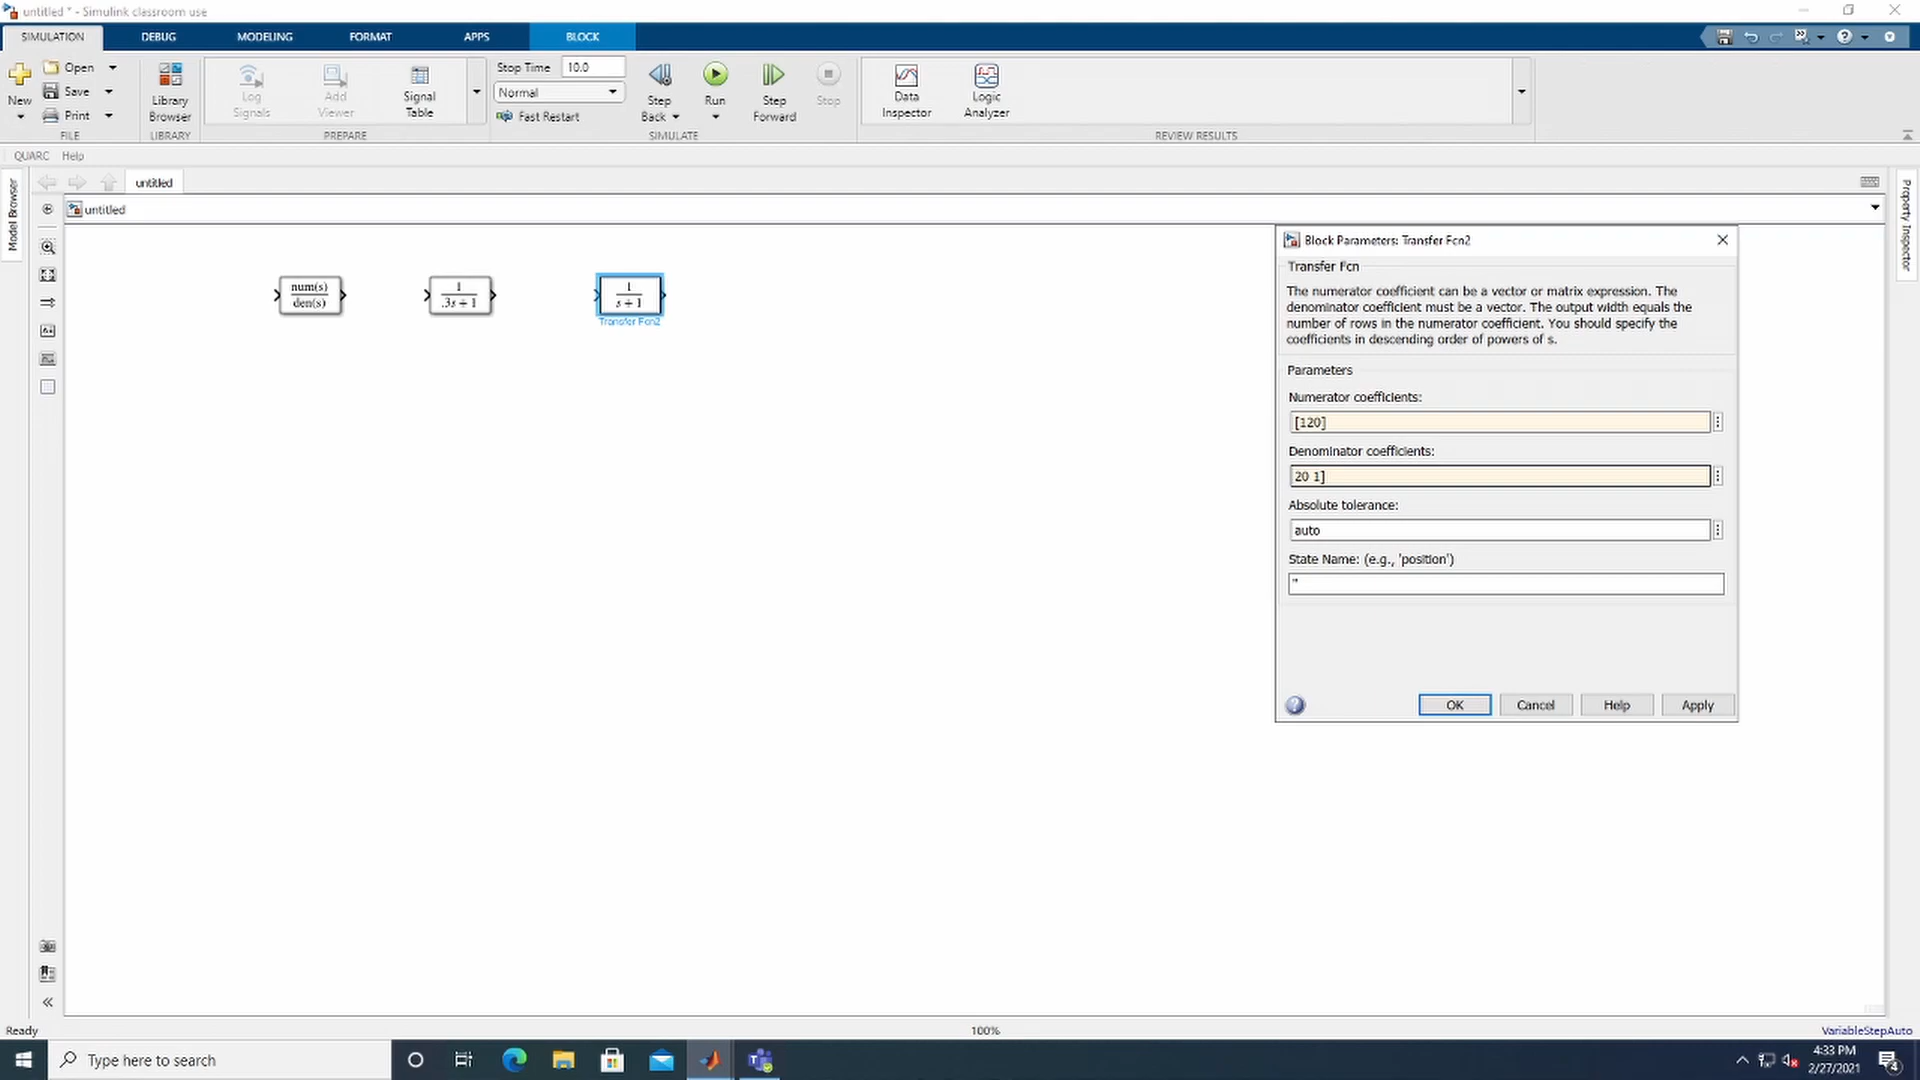 untitled * - Simulink classroom use
SIMULATION DEBUG MODELING FORMAT APPS BLOCK
New
Open
Save
Print
FILE
Library Browser
LIBRARY
Log Signals
Add Viewer
Signal Table
PREPARE
Stop Time 10.0
Normal
Fast Restart
Step Back
Run
Step Forward
Stop
SIMULATE
Data Inspector
Logic Analyzer
REVIEW RESULTS
QUARC Help
Model Browser
untitled
untitled
Property Inspector
num(s)
den(s)
1
.3s + 1
1
s + 1
Transfer Fcn2
Block Parameters: Transfer Fcn2
Transfer Fcn
The numerator coefficient can be a vector or matrix expression. The
denominator coefficient must be a vector. The output width equals the
number of rows in the numerator coefficient. You should specify the
coefficients in descending order of powers of s.
Parameters
Numerator coefficients:
[120]
Denominator coefficients:
20 1]
Absolute tolerance:
auto
State Name: (e.g., 'position')
''
OK Cancel Help Apply
Ready 100% VariableStepAuto
Type here to search
4:33 PM
2/27/2021
4